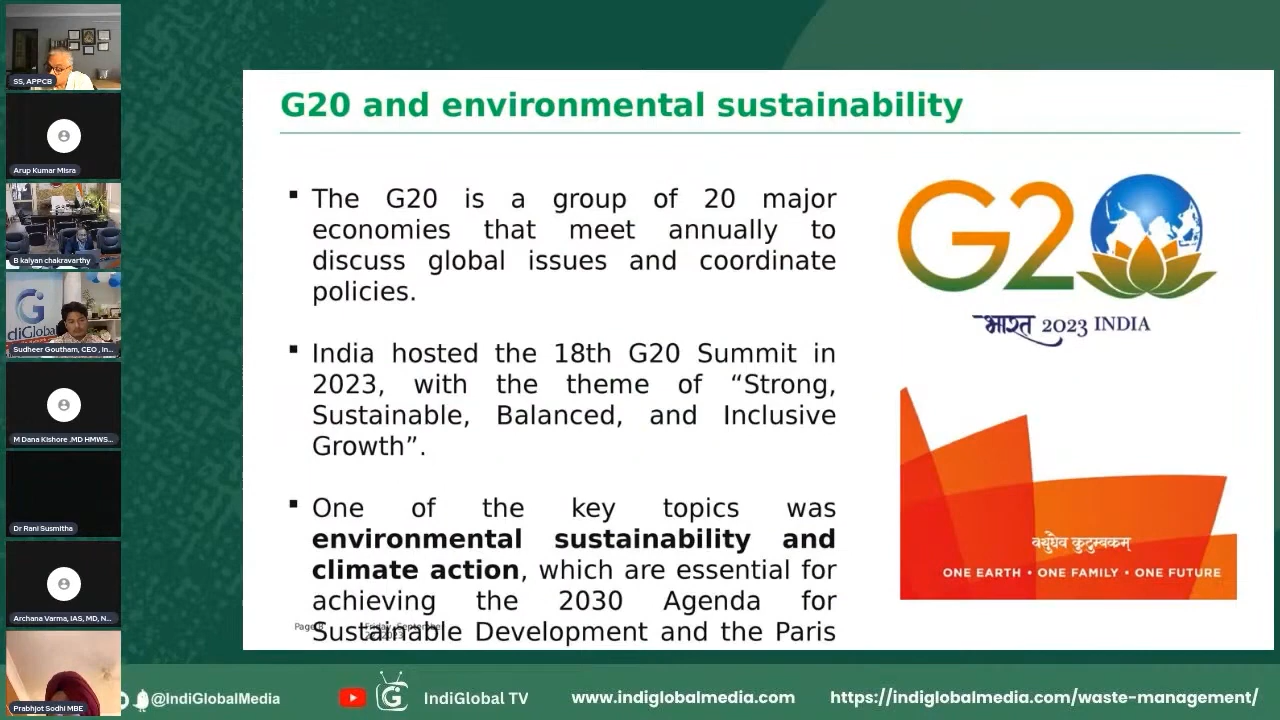 SS, APPCB
Arup Kumar Misra
B kalyan chakravarthy
diGloba
Sudheer Goutham, CEO , In...
M Dana Kishore ,MD HMWS...
Dr Rani Susmitha
Archana Varma, IAS, MD, N...
Prabhjot Sodhi MBE
G20 and environmental sustainability
▪ The G20 is a group of 20 major
economies that meet annually to
discuss global issues and coordinate
policies.
▪ India hosted the 18th G20 Summit in
2023, with the theme of “Strong,
Sustainable, Balanced, and Inclusive
Growth”.
▪ One of the key topics was
environmental sustainability and
climate action, which are essential for
achieving the 2030 Agenda for
Sustainable Development and the Paris
Page
G20
भारत 2023 INDIA
वसुधैव कुटुम्बकम्
ONE EARTH • ONE FAMILY • ONE FUTURE
@IndiGlobalMedia
IndiGlobal TV
www.indiglobalmedia.com
https://indiglobalmedia.com/waste-management/